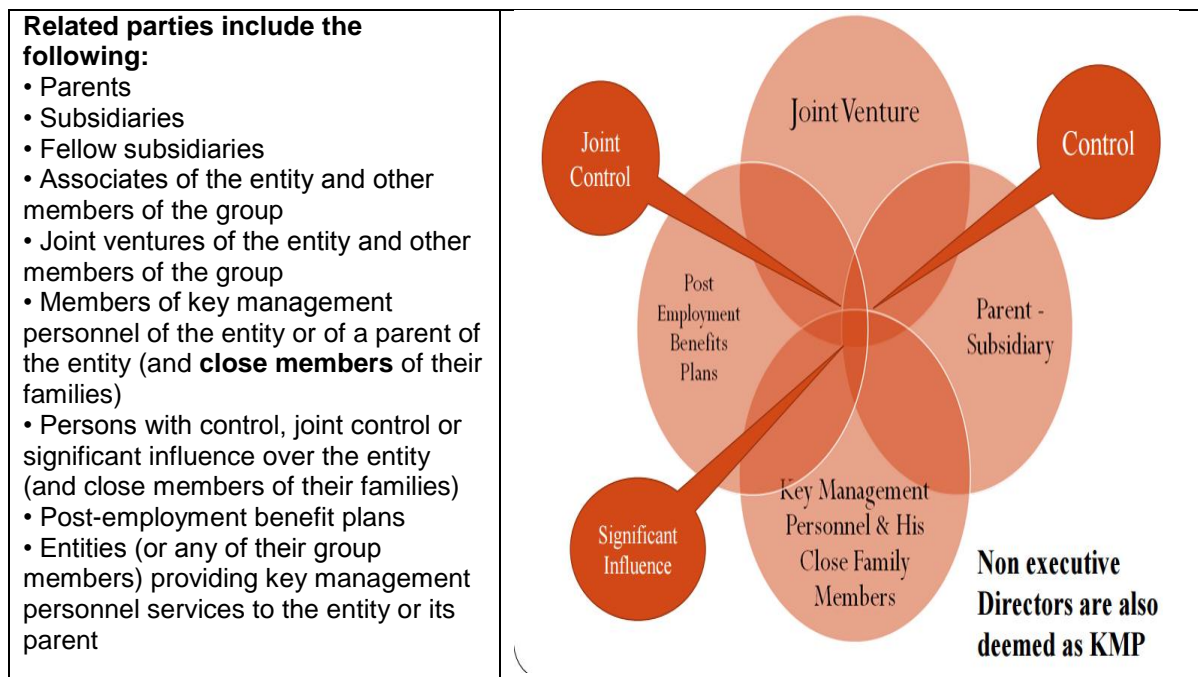 Related parties include the
following:
• Parents
• Subsidiaries
• Fellow subsidiaries
• Associates of the entity and other
members of the group
• Joint ventures of the entity and other
members of the group
• Members of key management
personnel of the entity or of a parent of
the entity (and close members of their
families)
• Persons with control, joint control or
significant influence over the entity
(and close members of their families)
• Post-employment benefit plans
• Entities (or any of their group
members) providing key management
personnel services to the entity or its
parent
Joint Venture
Joint
Control
Control
Post
Employment
Benefits
Plans
Parent -
Subsidiary
Significant
Influence
Key Management
Personnel & His
Close Family
Members
Non executive
Directors are also
deemed as KMP